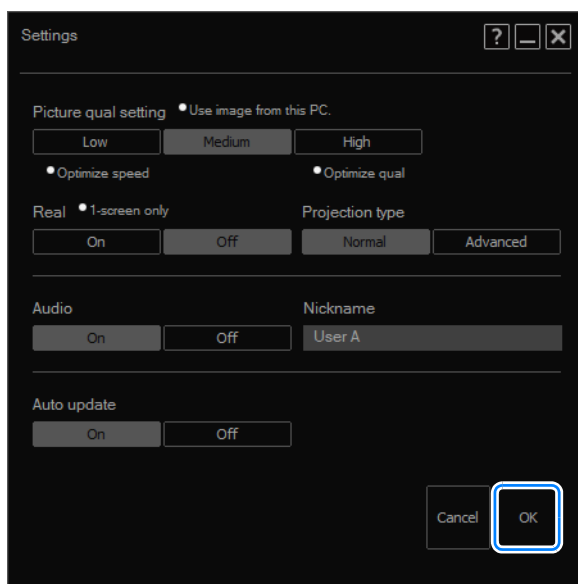 Settings
?
Picture qual setting Use image from this PC.
Low Medium High
Optimize speed Optimize qual
Real 1-screen only Projection type
On Off Normal Advanced
Audio Nickname
On Off User A
Auto update
On Off
Cancel OK